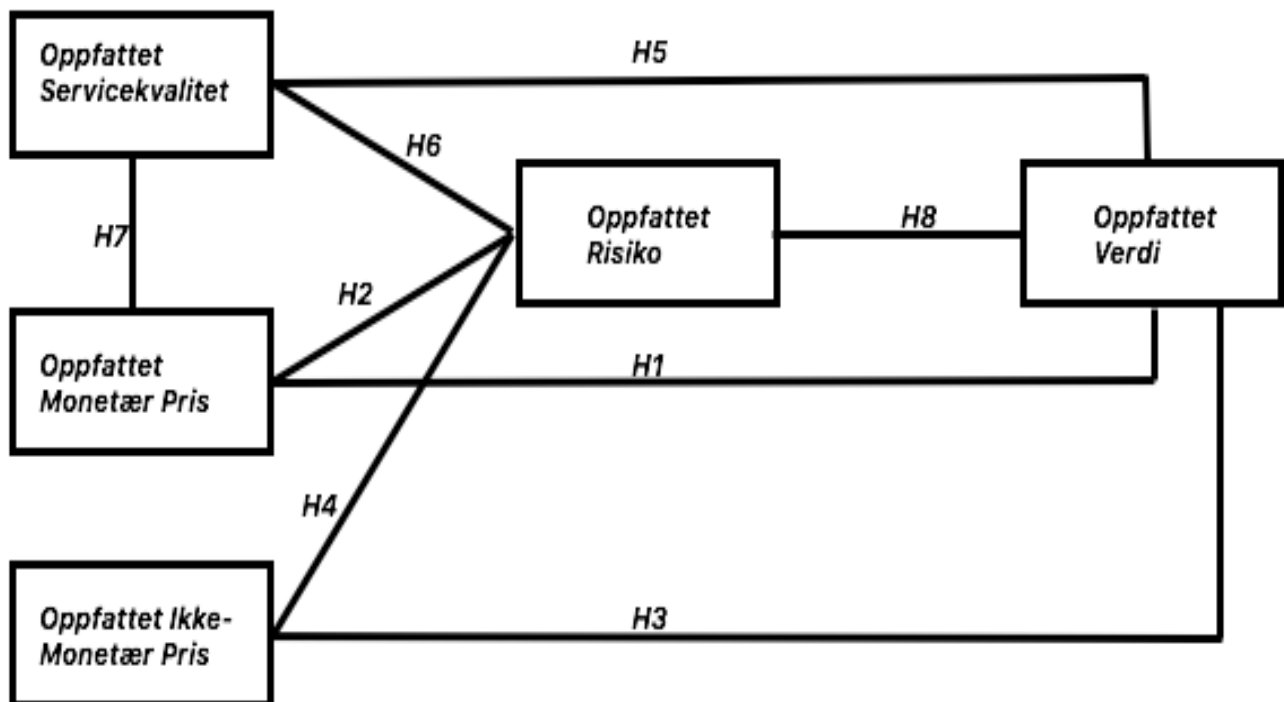 Oppfattet
Servicekvalitet
H5
H6
Oppfattet
Risiko
H8
Oppfattet
Verdi
H7
H2
Oppfattet
Monetær Pris
H1
H4
Oppfattet Ikke-
Monetær Pris
H3